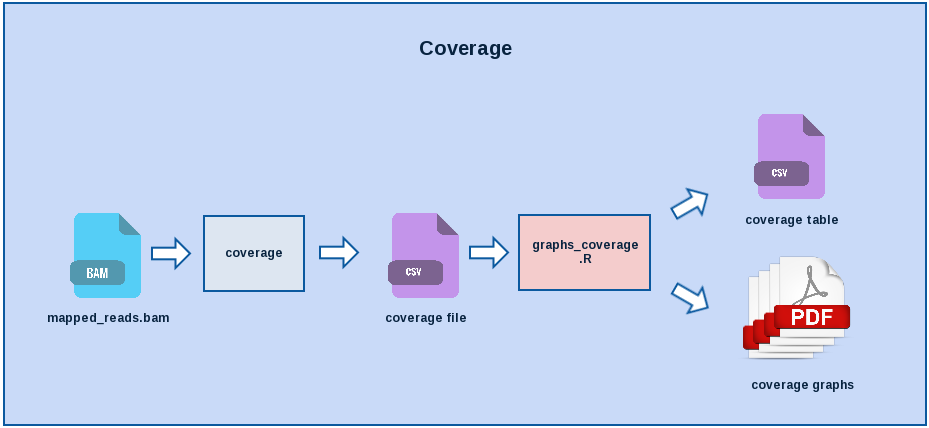 Coverage
CSV
coverage table
BAM
mapped_reads.bam
coverage
CSV
coverage file
graphs_coverage
.R
PDF
coverage graphs